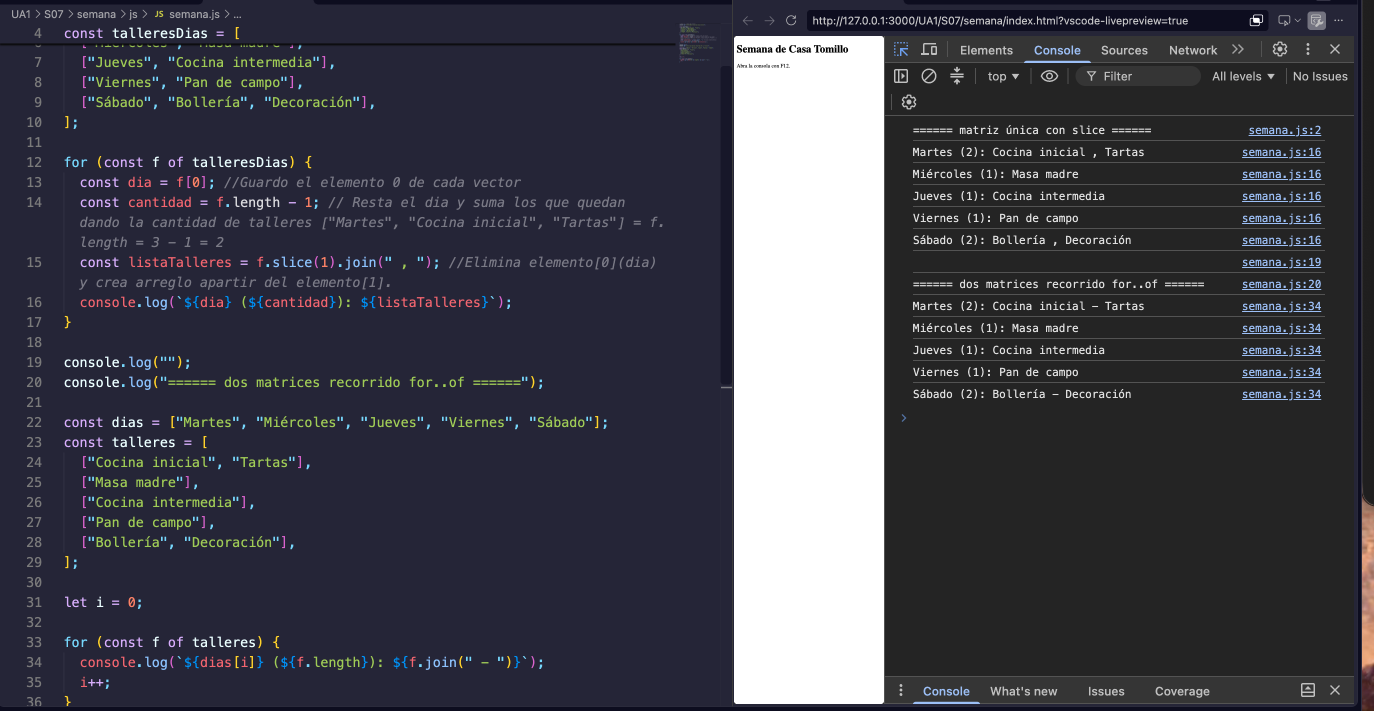 UA1 > S07 > semana > js > JS semana.js > ...
4 const talleresDias = [
6 ["Miércoles", "Masa madre"],
7 ["Jueves", "Cocina intermedia"],
8 ["Viernes", "Pan de campo"],
9 ["Sábado", "Bollería", "Decoración"],
10 ];
11
12 for (const f of talleresDias) {
13 const dia = f[0]; //Guardo el elemento 0 de cada vector
14 const cantidad = f.length - 1; // Resta el dia y suma los que quedan
dando la cantidad de talleres ["Martes", "Cocina inicial", "Tartas"] = f.
length = 3 - 1 = 2
15 const listaTalleres = f.slice(1).join(" , "); //Elimina elemento[0](dia)
y crea arreglo apartir del elemento[1].
16 console.log(`${dia} (${cantidad}): ${listaTalleres}`);
17 }
18
19 console.log("");
20 console.log("====== dos matrices recorrido for..of ======");
21
22 const dias = ["Martes", "Miércoles", "Jueves", "Viernes", "Sábado"];
23 const talleres = [
24 ["Cocina inicial", "Tartas"],
25 ["Masa madre"],
26 ["Cocina intermedia"],
27 ["Pan de campo"],
28 ["Bollería", "Decoración"],
29 ];
30
31 let i = 0;
32
33 for (const f of talleres) {
34 console.log(`${dias[i]} (${f.length}): ${f.join(" - ")}`);
35 i++;
36 }
http://127.0.0.1:3000/UA1/S07/semana/index.html?vscode-livepreview=true
Semana de Casa Tomillo
Abra la consola con F12.
Elements Console Sources Network
top Filter All levels No Issues
====== matriz única con slice ====== semana.js:2
Martes (2): Cocina inicial , Tartas semana.js:16
Miércoles (1): Masa madre semana.js:16
Jueves (1): Cocina intermedia semana.js:16
Viernes (1): Pan de campo semana.js:16
Sábado (2): Bollería , Decoración semana.js:16
semana.js:19
====== dos matrices recorrido for..of ====== semana.js:20
Martes (2): Cocina inicial - Tartas semana.js:34
Miércoles (1): Masa madre semana.js:34
Jueves (1): Cocina intermedia semana.js:34
Viernes (1): Pan de campo semana.js:34
Sábado (2): Bollería - Decoración semana.js:34
Console What's new Issues Coverage